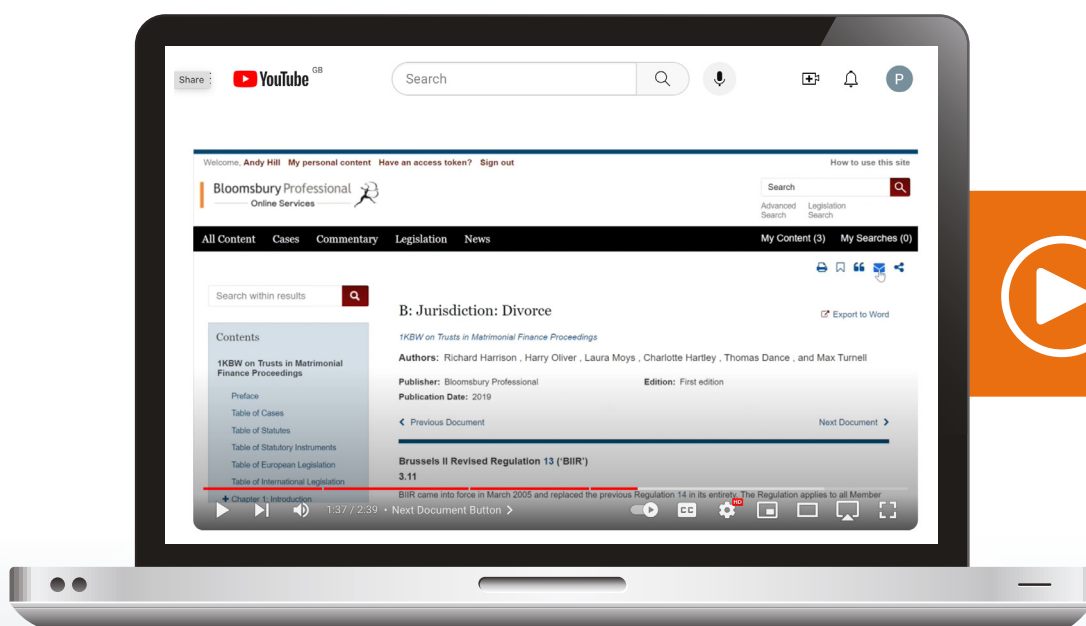 Share :
YouTube GB
Search
P
Welcome, Andy Hill My personal content Have an access token? Sign out
How to use this site
Bloomsbury Professional
Online Services
Search
Advanced Search
Legislation Search
All Content Cases Commentary Legislation News
My Content (3) My Searches (0)
Search within results
B: Jurisdiction: Divorce
Export to Word
Contents
1KBW on Trusts in Matrimonial Finance Proceedings
1KBW on Trusts in Matrimonial
Finance Proceedings
Authors: Richard Harrison , Harry Oliver , Laura Moys , Charlotte Hartley , Thomas Dance , and Max Turnell
Publisher: Bloomsbury Professional
Edition: First edition
Publication Date: 2019
Preface
Table of Cases
Table of Statutes
Table of Statutory Instruments
Table of European Legislation
Table of International Legislation
+ Chapter 1: Introduction
Previous Document
Next Document
Brussels II Revised Regulation 13 (‘BIIR’)
3.11
BIIR came into force in March 2005 and replaced the previous Regulation 14 in its entirety. The Regulation applies to all Member
1:37 / 2:39 • Next Document Button
CC
HD